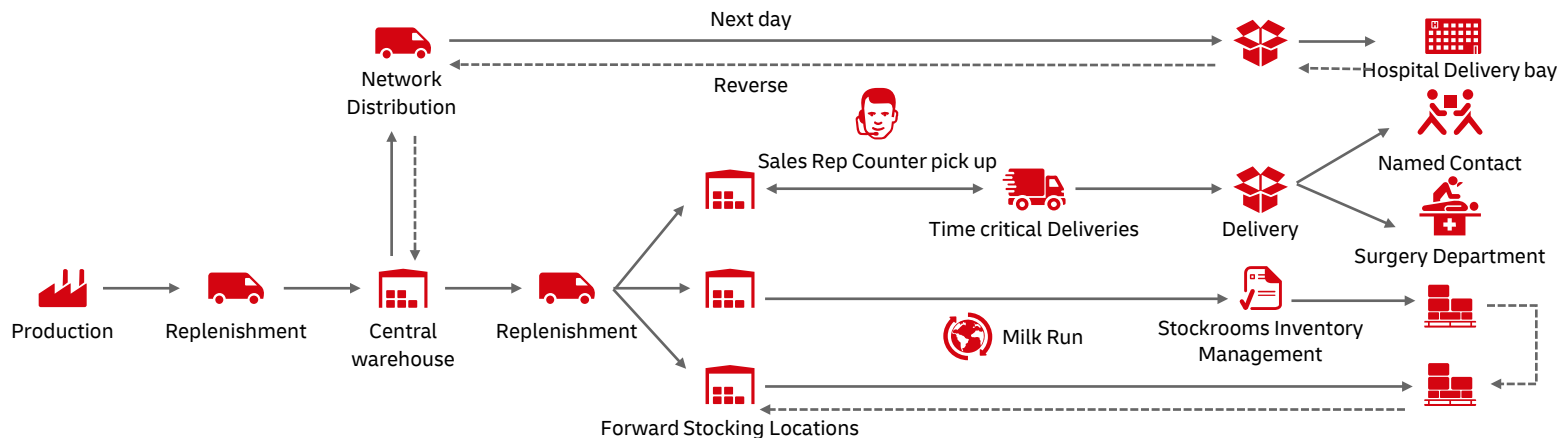 Next day
Network
Distribution
Reverse
H
Hospital Delivery bay
Sales Rep Counter pick up
Named Contact
Time critical Deliveries
Delivery
Surgery Department
Production
Replenishment
Central
warehouse
Replenishment
Milk Run
Stockrooms Inventory
Management
Forward Stocking Locations